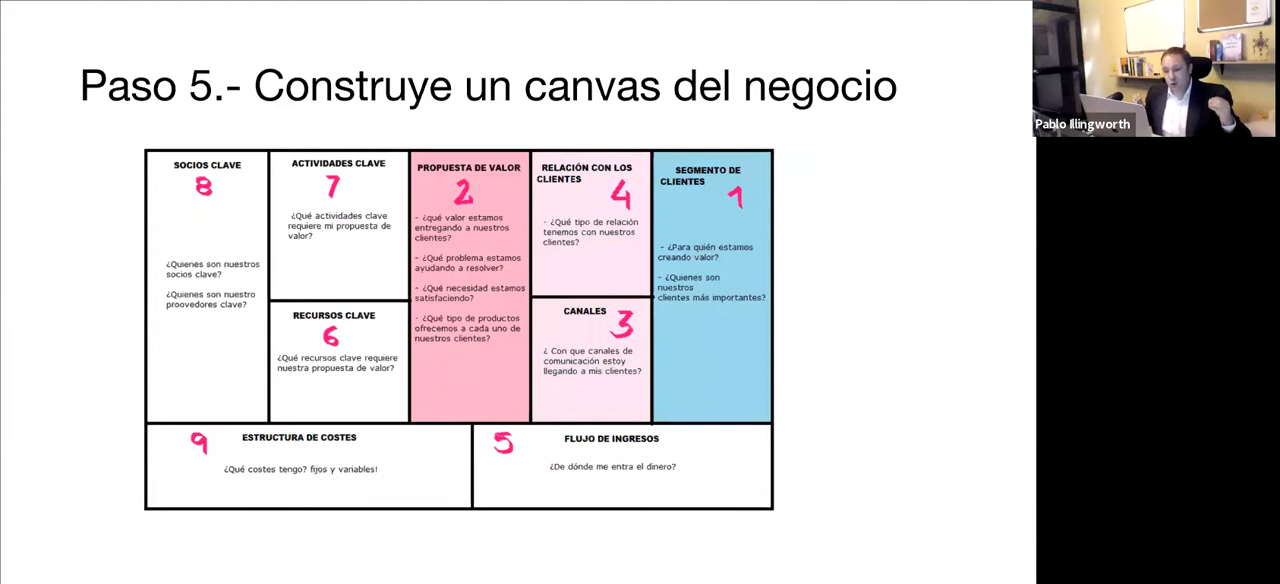 Paso 5.- Construye un canvas del negocio
Pablo Illingworth
SOCIOS CLAVE
8
¿Quienes son nuestros
socios clave?
¿Quienes son nuestro
proovedores clave?
ACTIVIDADES CLAVE
7
¿Qué actividades clave
requiere mi propuesta de
valor?
RECURSOS CLAVE
6
¿Qué recursos clave requiere
nuestra propuesta de valor?
PROPUESTA DE VALOR
2
- ¿qué valor estamos
entregando a nuestros
clientes?
- ¿Qué problema estamos
ayudando a resolver?
- ¿Qué necesidad estamos
satisfaciendo?
- ¿Qué tipo de productos
ofrecemos a cada uno de
nuestros clientes?
RELACIÓN CON LOS
CLIENTES
4
- ¿Qué tipo de relación
tenemos con nuestros
clientes?
CANALES
3
¿ Con que canales de
comunicación estoy
llegando a mis clientes?
SEGMENTO DE
CLIENTES
1
- ¿Para quién estamos
creando valor?
- ¿Quienes son
nuestros
clientes más importantes?
9
ESTRUCTURA DE COSTES
¿Qué costes tengo? fijos y variables!
5
FLUJO DE INGRESOS
¿De dónde me entra el dinero?